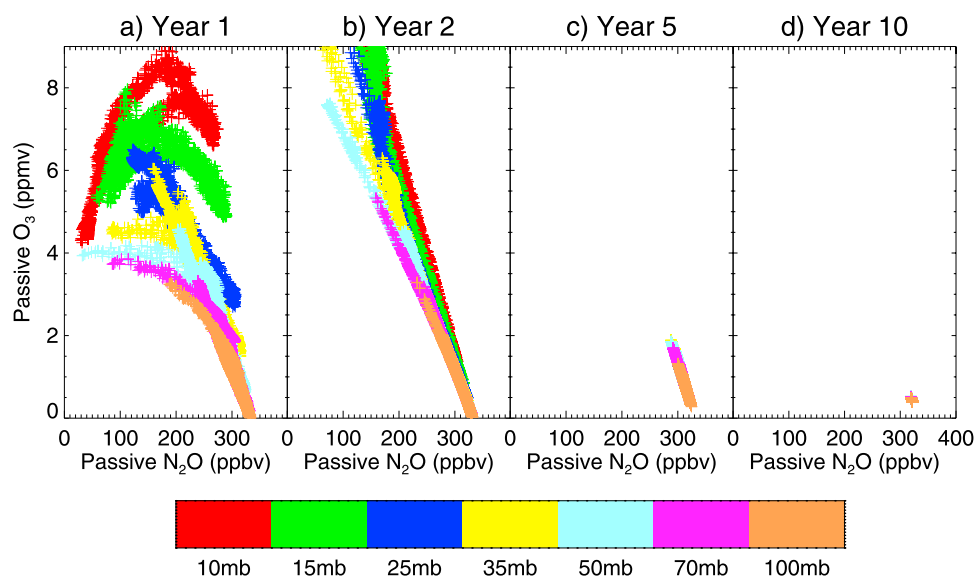 a) Year 1
b) Year 2
c) Year 5
d) Year 10
Passive O₃ (ppmv)
8
6
4
2
0
0 100 200 300 0 100 200 300 0 100 200 300 0 100 200 300 400
Passive N₂O (ppbv) Passive N₂O (ppbv) Passive N₂O (ppbv) Passive N₂O (ppbv)
10mb 15mb 25mb 35mb 50mb 70mb 100mb